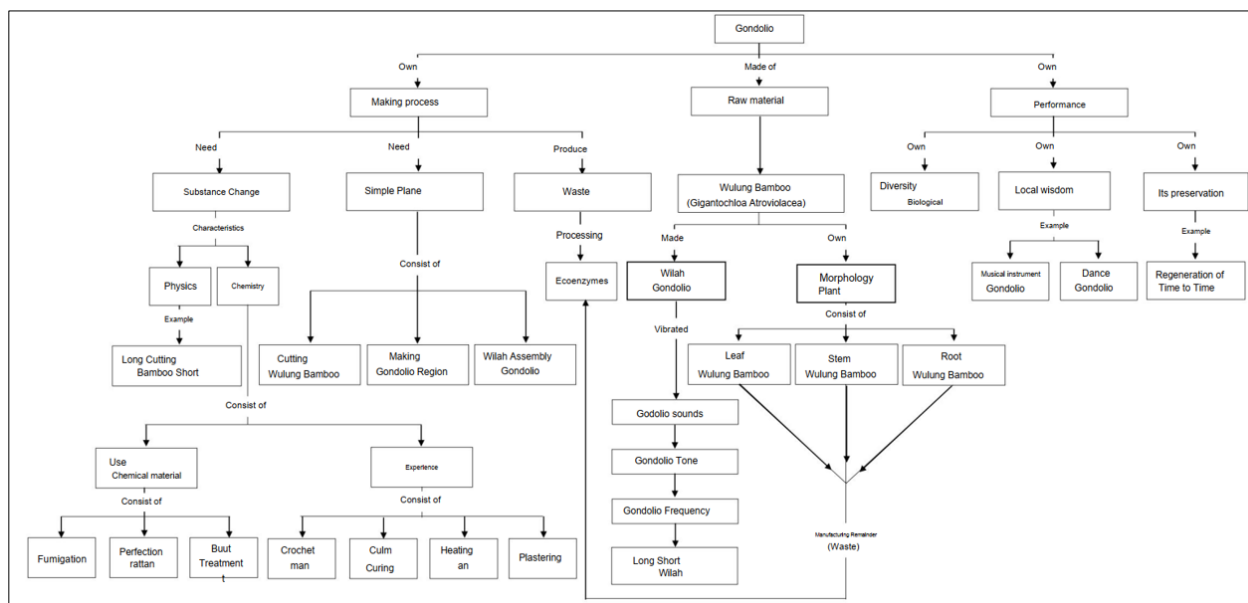 Gondolio
Own
Made of
Own
Making process
Raw material
Performance
Need
Need
Produce
Own
Own
Own
Substance Change
Simple Plane
Waste
Wulung Bamboo
(Gigantochloa Atroviolacea)
Diversity
Biological
Local wisdom
Its preservation
Characteristics
Processing
Made
Own
Example
Example
Consist of
Physics
Chemistry
Ecoenzymes
Wilah
Gondolio
Morphology
Plant
Musical instrument
Gondolio
Dance
Gondolio
Regeneration of
Time to Time
Example
Vibrated
Consist of
Long Cutting
Bamboo Short
Cutting
Wulung Bamboo
Making
Gondolio Region
Wilah Assembly
Gondolio
Leaf
Wulung Bamboo
Stem
Wulung Bamboo
Root
Wulung Bamboo
Consist of
Godolio sounds
Use
Chemical material
Experience
Gondolio Tone
Consist of
Consist of
Gondolio Frequency
Fumigation
Perfection
rattan
Buut
Treatmen
t
Crochet
man
Culm
Curing
Heating
an
Plastering
Long Short
Wilah
Manufacturing Remainder
(Waste)